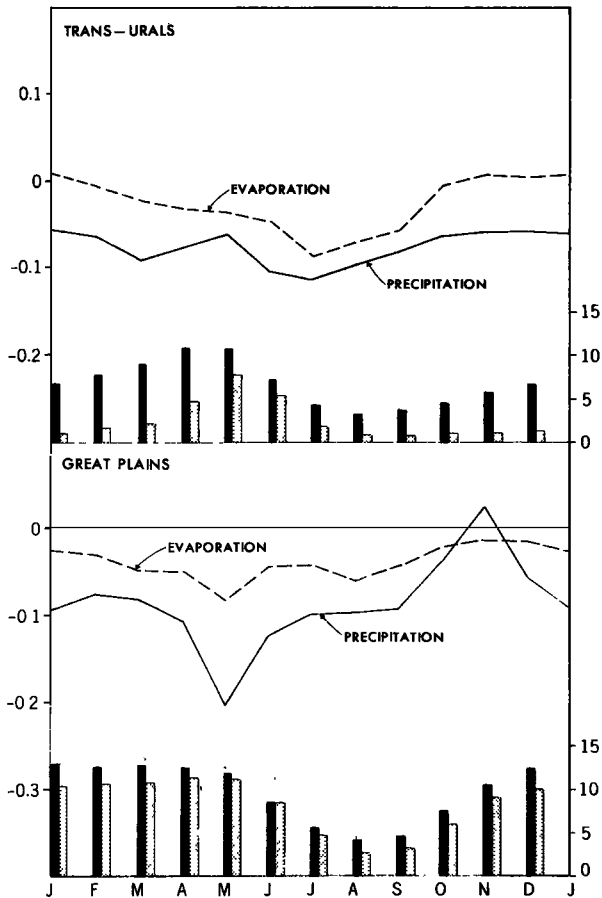 TRANS-URALS
0.1
0
EVAPORATION
-0.1
PRECIPITATION
15
-0.2
10
5
0
GREAT PLAINS
0
EVAPORATION
-0.1
PRECIPITATION
-0 2
15
-0.3
10
5
0
J F M A M J J A S O N D J